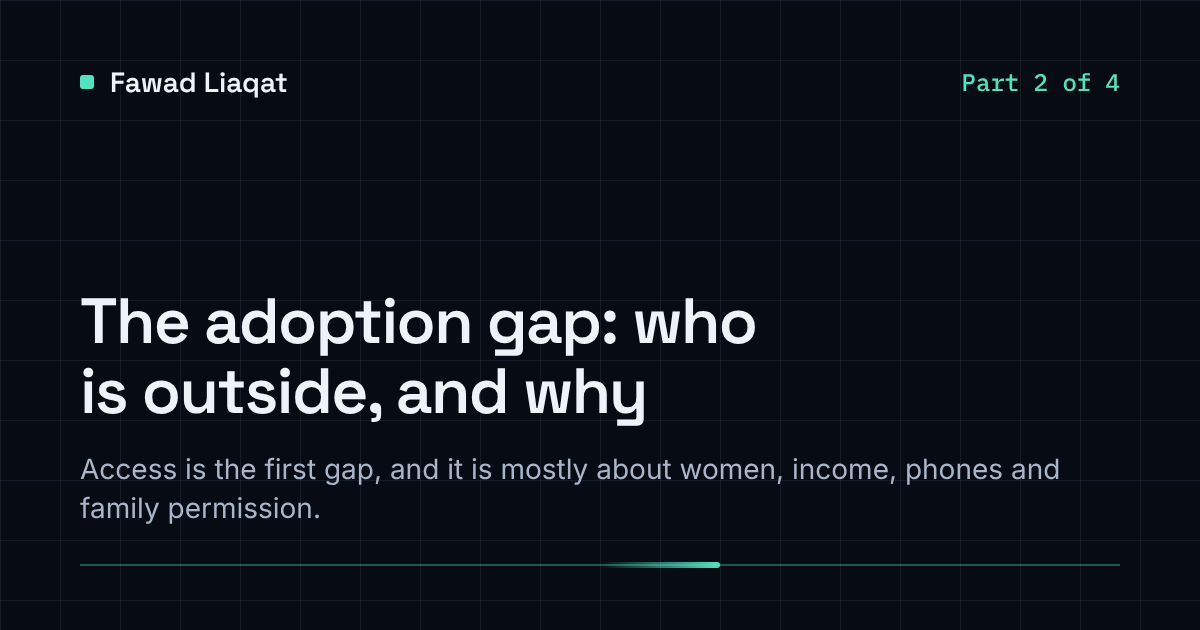 Fawad Liaqat
Part 2 of 4
The adoption gap: who
is outside, and why
Access is the first gap, and it is mostly about women, income, phones and
family permission.